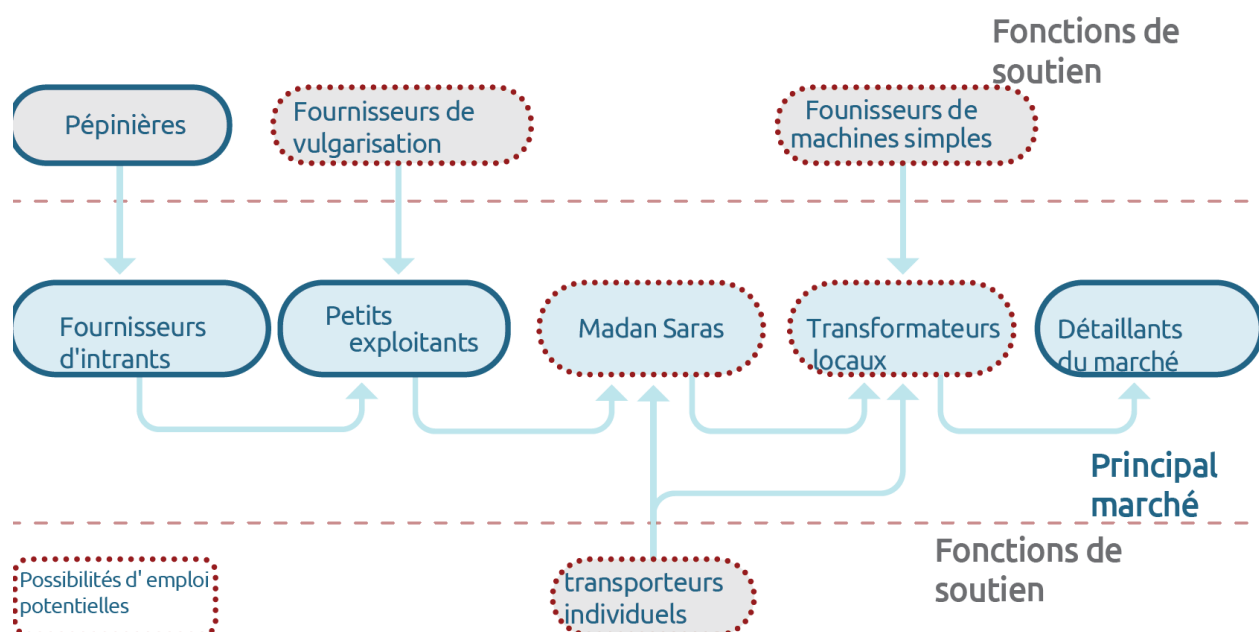 Fonctions de
soutien
Pépinières
Fournisseurs de
vulgarisation
Founisseurs de
machines simples
Fournisseurs
d'intrants
Petits
exploitants
Madan Saras
Transformateurs
locaux
Détaillants
du marché
Principal
marché
Fonctions de
soutien
Possibilités d' emploi
potentielles
transporteurs
individuels